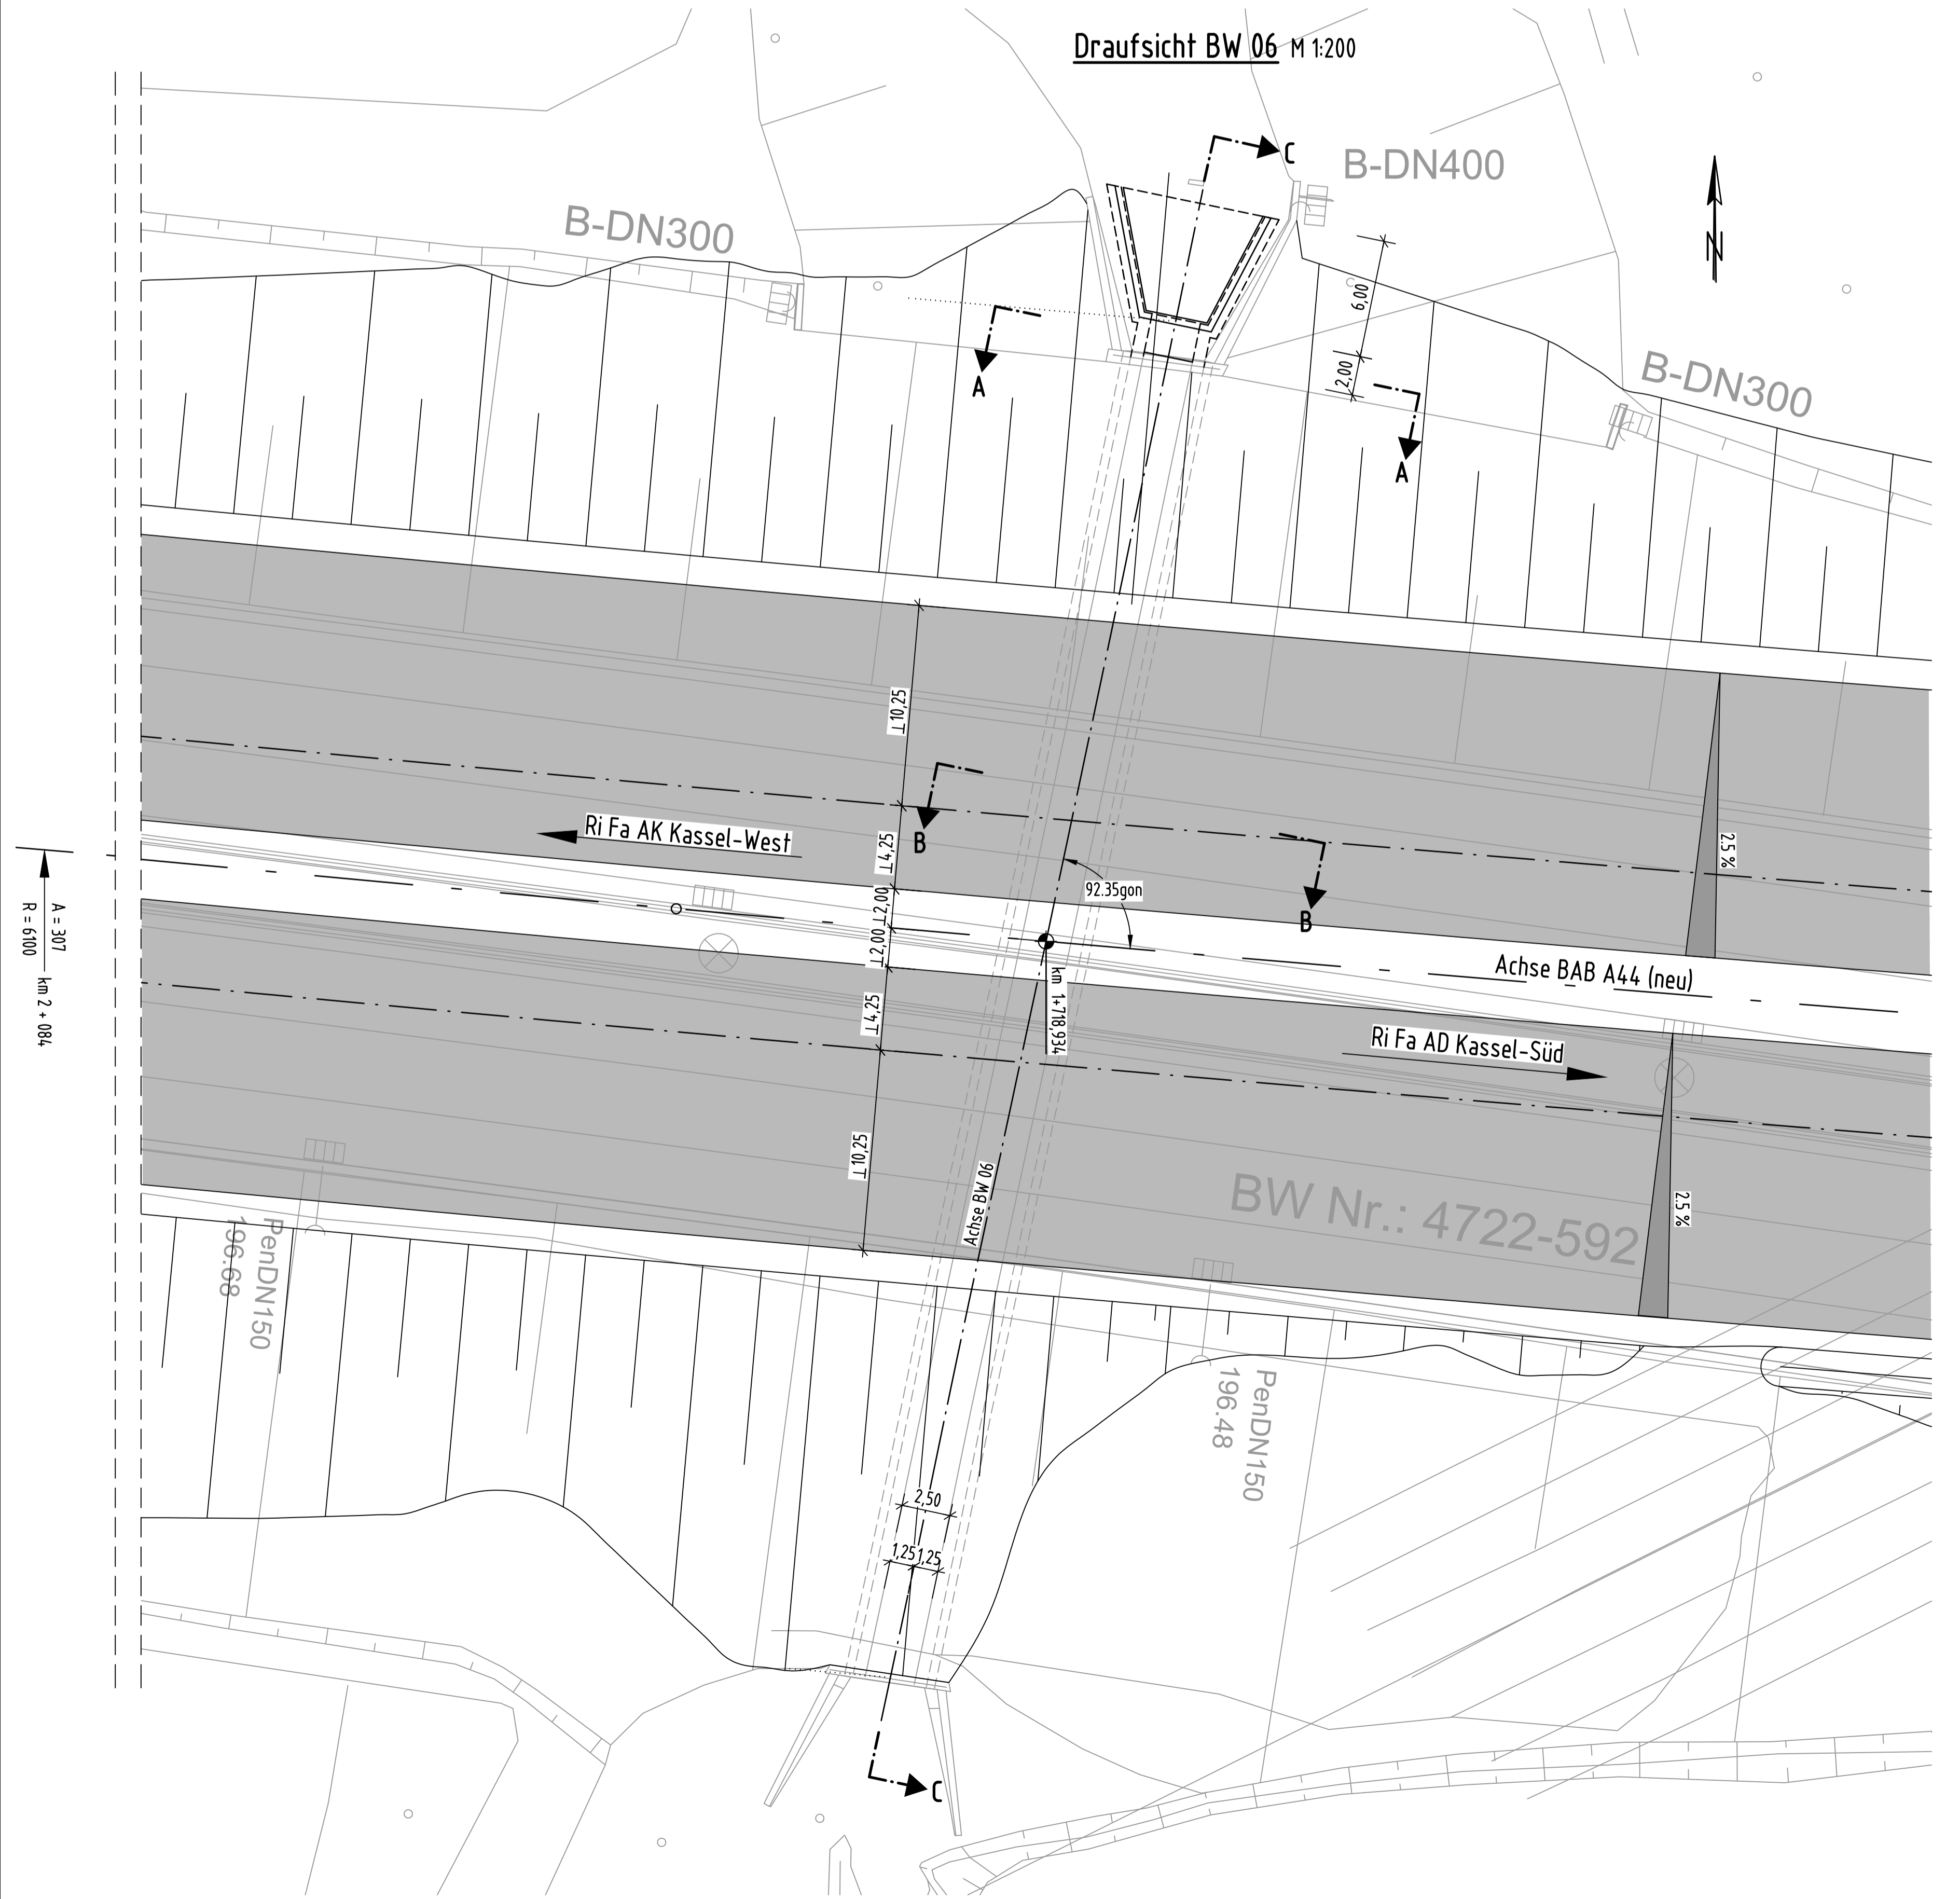 Draufsicht BW 06 M 1:200
C
B-DN400
N
B-DN300
6,00
A
2,00
B-DN300
A
⊥10,25
B
Ri Fa AK Kassel-West
⊥4,25
2.5 %
92.35gon
⊥2,00
B
⊥2,00
A = 307
R = 6100
km 2 + 084
Achse BAB A44 (neu)
km 1+718,934
⊥4,25
Ri Fa AD Kassel-Süd
⊥10,25
Achse BW 06
BW Nr.: 4722-592
2.5 %
PenDN150
196.68
PenDN150
196.48
2,50
1,25
1,25
C